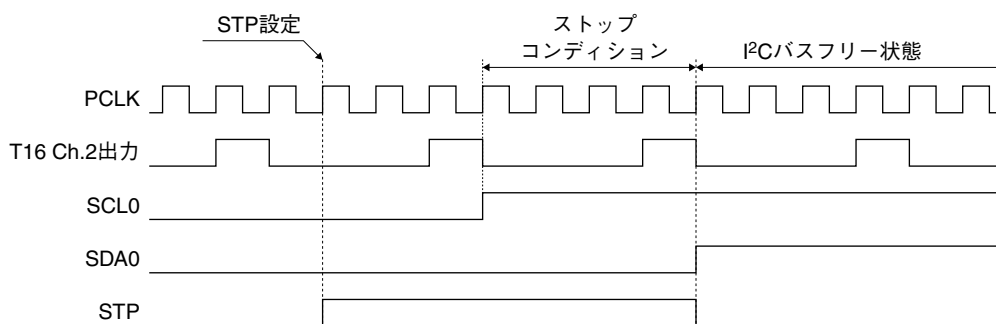 STP設定
ストップ
コンディション
I²Cバスフリー状態
PCLK
T16 Ch.2出力
SCL0
SDA0
STP